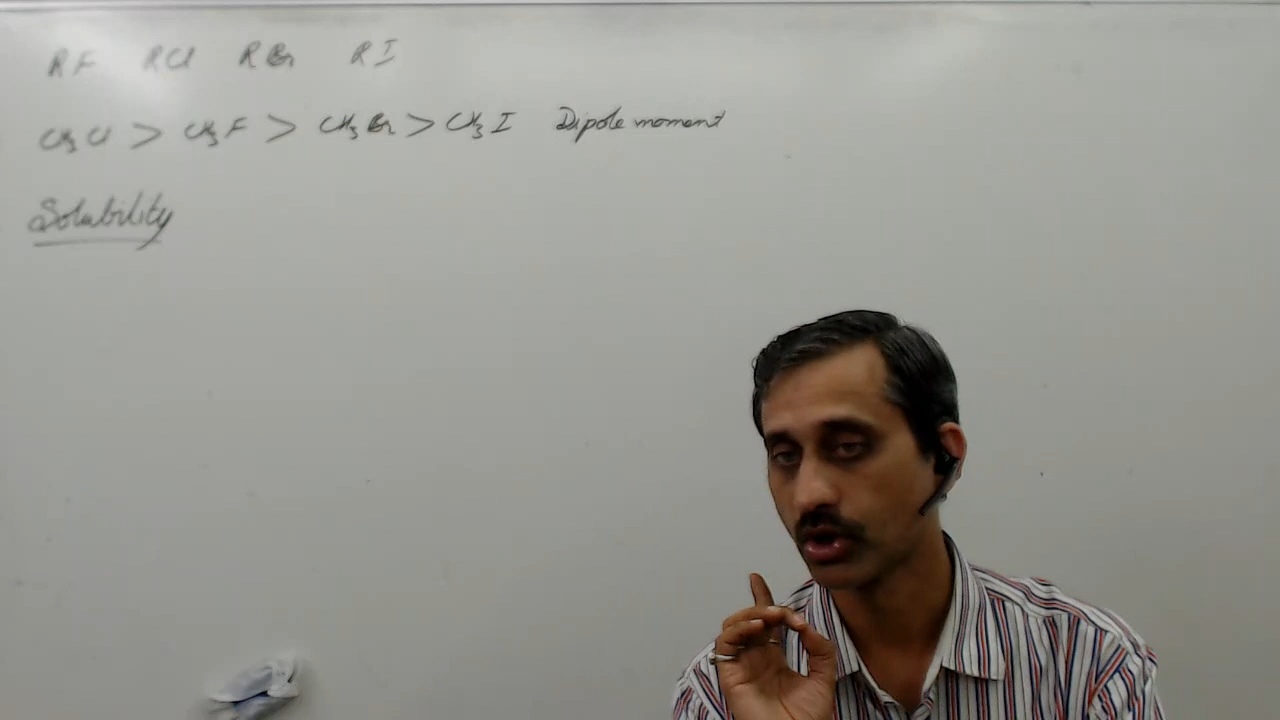 RF RCl RBr RI
CH₃Cl > CH₃F > CH₃Br > CH₃I Dipole moment
Solubility